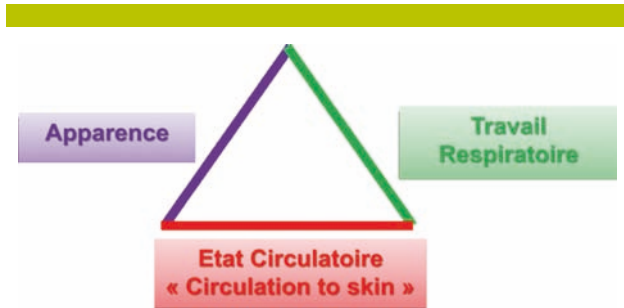 Apparence
Travail
Respiratoire
Etat Circulatoire
« Circulation to skin »